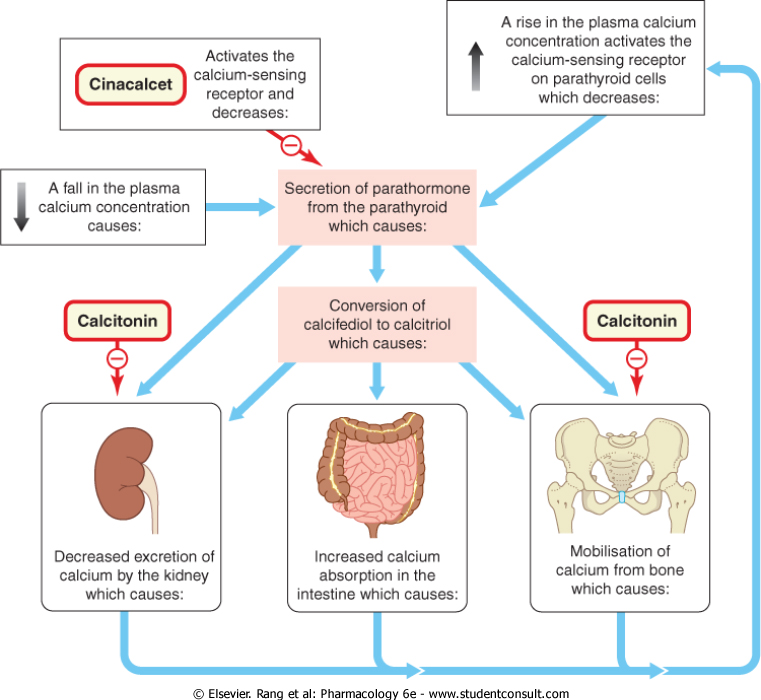 Cinacalcet
Activates the
calcium-sensing
receptor and
decreases:
A rise in the plasma calcium
concentration activates the
calcium-sensing receptor
on parathyroid cells
which decreases:
A fall in the plasma
calcium concentration
causes:
Secretion of parathormone
from the parathyroid
which causes:
Calcitonin
Conversion of
calcifediol to calcitriol
which causes:
Calcitonin
Decreased excretion of
calcium by the kidney
which causes:
Increased calcium
absorption in the
intestine which causes:
Mobilisation of
calcium from bone
which causes:
© Elsevier. Rang et al: Pharmacology 6e - www.studentconsult.com